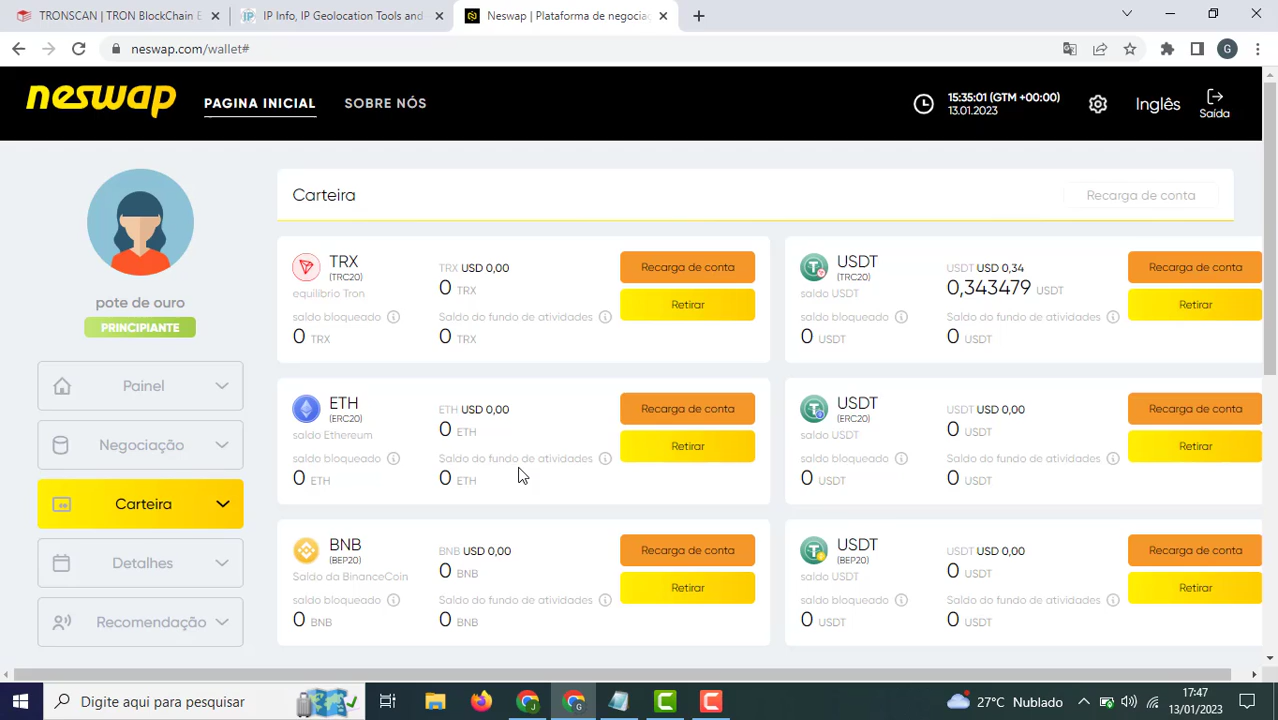 TRONSCAN | TRON BlockChain E
IP Info, IP Geolocation Tools and
Neswap | Plataforma de negociaç
neswap.com/wallet#
G
neswap
PAGINA INICIAL
SOBRE NÓS
15:35:01 (GTM +00:00)
13.01.2023
Inglês
Saída
pote de ouro
PRINCIPIANTE
Painel
Negociação
Carteira
Detalhes
Recomendação
Carteira
Recarga de conta
TRX
(TRC20)
equilíbrio Tron
TRX USD 0,00
0 TRX
saldo bloqueado
0 TRX
Saldo do fundo de atividades
0 TRX
Recarga de conta
Retirar
USDT
(TRC20)
saldo USDT
USDT USD 0,34
0,343479 USDT
saldo bloqueado
0 USDT
Saldo do fundo de atividades
0 USDT
Recarga de conta
Retirar
ETH
(ERC20)
saldo Ethereum
ETH USD 0,00
0 ETH
saldo bloqueado
0 ETH
Saldo do fundo de atividades
0 ETH
Recarga de conta
Retirar
USDT
(ERC20)
saldo USDT
USDT USD 0,00
0 USDT
saldo bloqueado
0 USDT
Saldo do fundo de atividades
0 USDT
Recarga de conta
Retirar
BNB
(BEP20)
Saldo da BinanceCoin
BNB USD 0,00
0 BNB
saldo bloqueado
0 BNB
Saldo do fundo de atividades
0 BNB
Recarga de conta
Retirar
USDT
(BEP20)
saldo USDT
USDT USD 0,00
0 USDT
saldo bloqueado
0 USDT
Saldo do fundo de atividades
0 USDT
Recarga de conta
Retirar
Digite aqui para pesquisar
27°C Nublado
17:47
13/01/2023